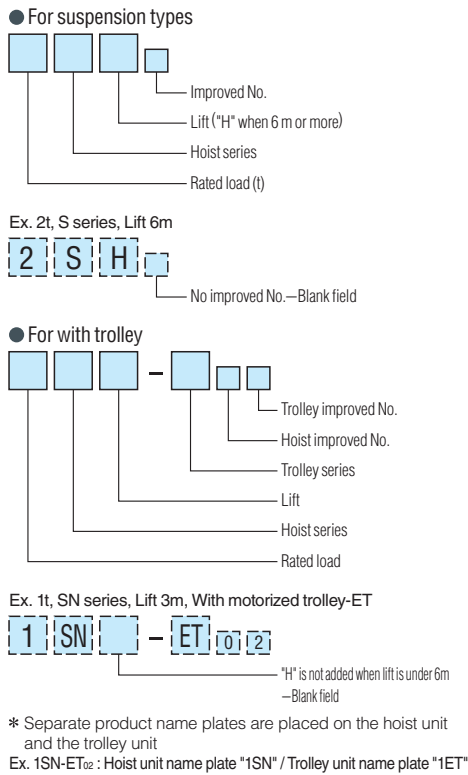 ● For suspension types
Improved No.
Lift ("H" when 6 m or more)
Hoist series
Rated load (t)
Ex. 2t, S series, Lift 6m
2 S H
No improved No.—Blank field
● For with trolley
–
Trolley improved No.
Hoist improved No.
Trolley series
Lift
Hoist series
Rated load
Ex. 1t, SN series, Lift 3m, With motorized trolley-ET
1 SN – ET 0 2
"H" is not added when lift is under 6m
—Blank field
* Separate product name plates are placed on the hoist unit
and the trolley unit
Ex. 1SN-ET02 : Hoist unit name plate "1SN" / Trolley unit name plate "1ET"